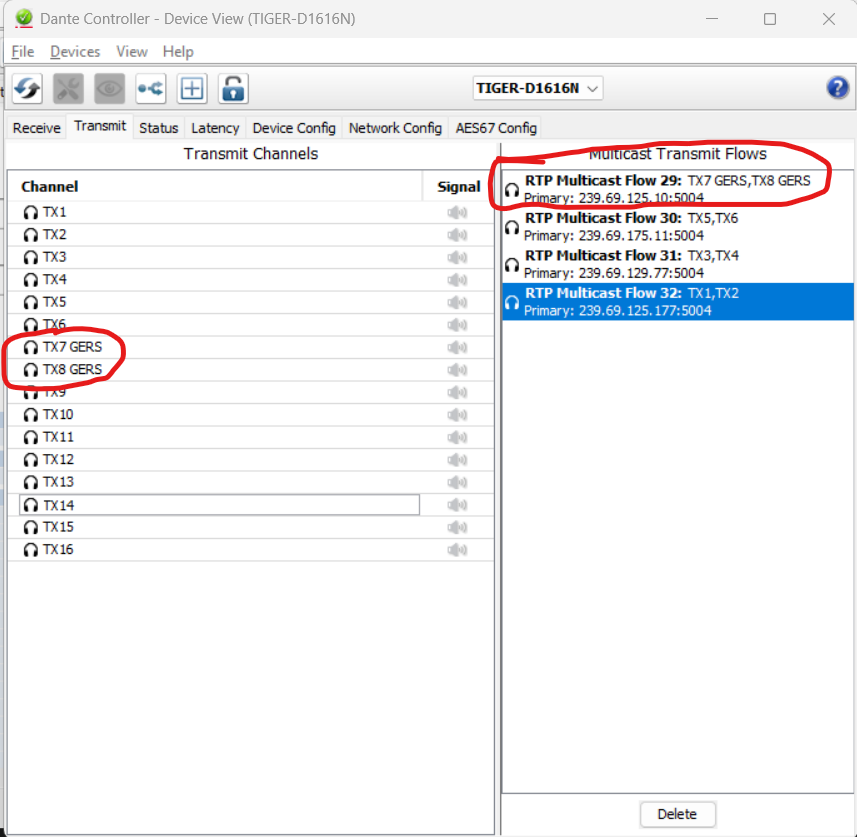 Dante Controller - Device View (TIGER-D1616N)
File Devices View Help
TIGER-D1616N
?
Receive Transmit Status Latency Device Config Network Config AES67 Config
Transmit Channels
Channel Signal
TX1
TX2
TX3
TX4
TX5
TX6
TX7 GERS
TX8 GERS
TX9
TX10
TX11
TX12
TX13
TX14
TX15
TX16
Multicast Transmit Flows
RTP Multicast Flow 29: TX7 GERS,TX8 GERS
Primary: 239.69.125.10:5004
RTP Multicast Flow 30: TX5,TX6
Primary: 239.69.175.11:5004
RTP Multicast Flow 31: TX3,TX4
Primary: 239.69.129.77:5004
RTP Multicast Flow 32: TX1,TX2
Primary: 239.69.125.177:5004
Delete